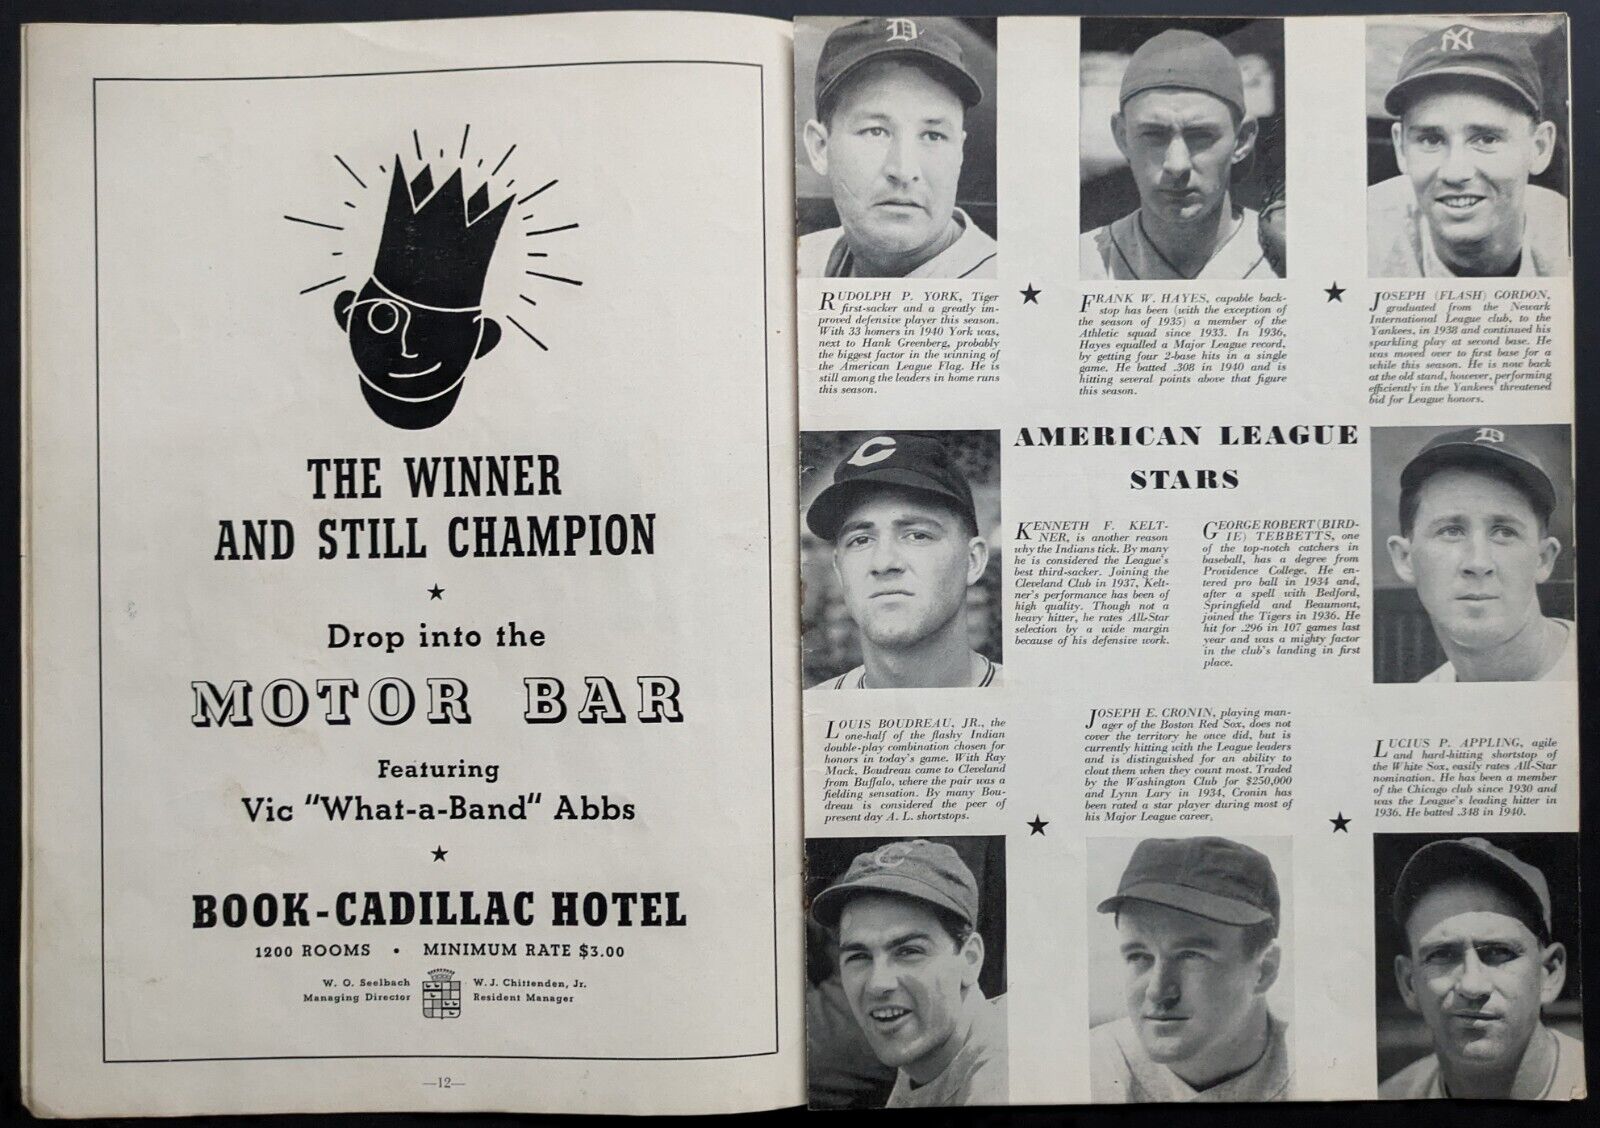 THE WINNER
AND STILL CHAMPION
Drop into the
MOTOR BAR
Featuring
Vic "What-a-Band" Abbs
BOOK-CADILLAC HOTEL
1200 ROOMS • MINIMUM RATE $3.00
W. O. Seelbach
Managing Director
W. J. Chittenden, Jr.
Resident Manager
—12—
D
NY
RUDOLPH P. YORK, Tiger
first-sacker and a greatly im-
proved defensive player this season.
With 33 homers in 1940 York was,
next to Hank Greenberg, probably
the biggest factor in the winning of
the American League Flag. He is
still among the leaders in home runs
this season.
FRANK W. HAYES, capable back-
stop has been (with the exception of
the season of 1935) a member of the
Athletic squad since 1933. In 1936,
Hayes equalled a Major League record,
by getting four 2-base hits in a single
game. He batted .308 in 1940 and is
hitting several points above that figure
this season.
JOSEPH (FLASH) GORDON,
graduated from the Newark
International League club, to the
Yankees, in 1938 and continued his
sparkling play at second base. He
was moved over to first base for a
while this season. He is now back
at the old stand, however, performing
efficiently in the Yankees' threatened
bid for League honors.
AMERICAN LEAGUE
STARS
C
D
KENNETH F. KELT-
NER, is another reason
why the Indians tick. By many
he is considered the League's
best third-sacker. Joining the
Cleveland Club in 1937, Kelt-
ner's performance has been of
high quality. Though not a
heavy hitter, he rates All-Star
selection by a wide margin
because of his defensive work.
GEORGE ROBERT (BIRD-
IE) TEBBETTS, one
of the top-notch catchers in
baseball, has a degree from
Providence College. He en-
tered pro ball in 1934 and,
after a spell with Bedford,
Springfield and Beaumont,
joined the Tigers in 1936. He
hit for .296 in 107 games last
year and was a mighty factor
in the club's landing in first
place.
LOUIS BOUDREAU, JR., the
one-half of the flashy Indian
double-play combination chosen for
honors in today's game. With Ray
Mack, Boudreau came to Cleveland
from Buffalo, where the pair was a
fielding sensation. By many Bou-
dreau is considered the peer of
present day A. L. shortstops.
JOSEPH E. CRONIN, playing man-
ager of the Boston Red Sox, does not
cover the territory he once did, but is
currently hitting with the League leaders
and is distinguished for an ability to
clout them when they count most. Traded
by the Washington Club for $250,000
and Lynn Lary in 1934, Cronin has
been rated a star player during most of
his Major League career.
LUCIUS P. APPLING, agile
and hard-hitting shortstop of
the White Sox, easily rates All-Star
nomination. He has been a member
of the Chicago club since 1930 and
was the League's leading hitter in
1936. He batted .348 in 1940.
C